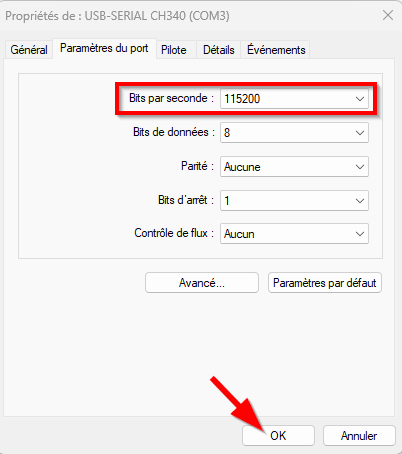 Propriétés de : USB-SERIAL CH340 (COM3)
Général Paramètres du port Pilote Détails Événements
Bits par seconde : 115200
Bits de données : 8
Parité : Aucune
Bits d'arrêt : 1
Contrôle de flux : Aucun
Avancé... Paramètres par défaut
OK Annuler